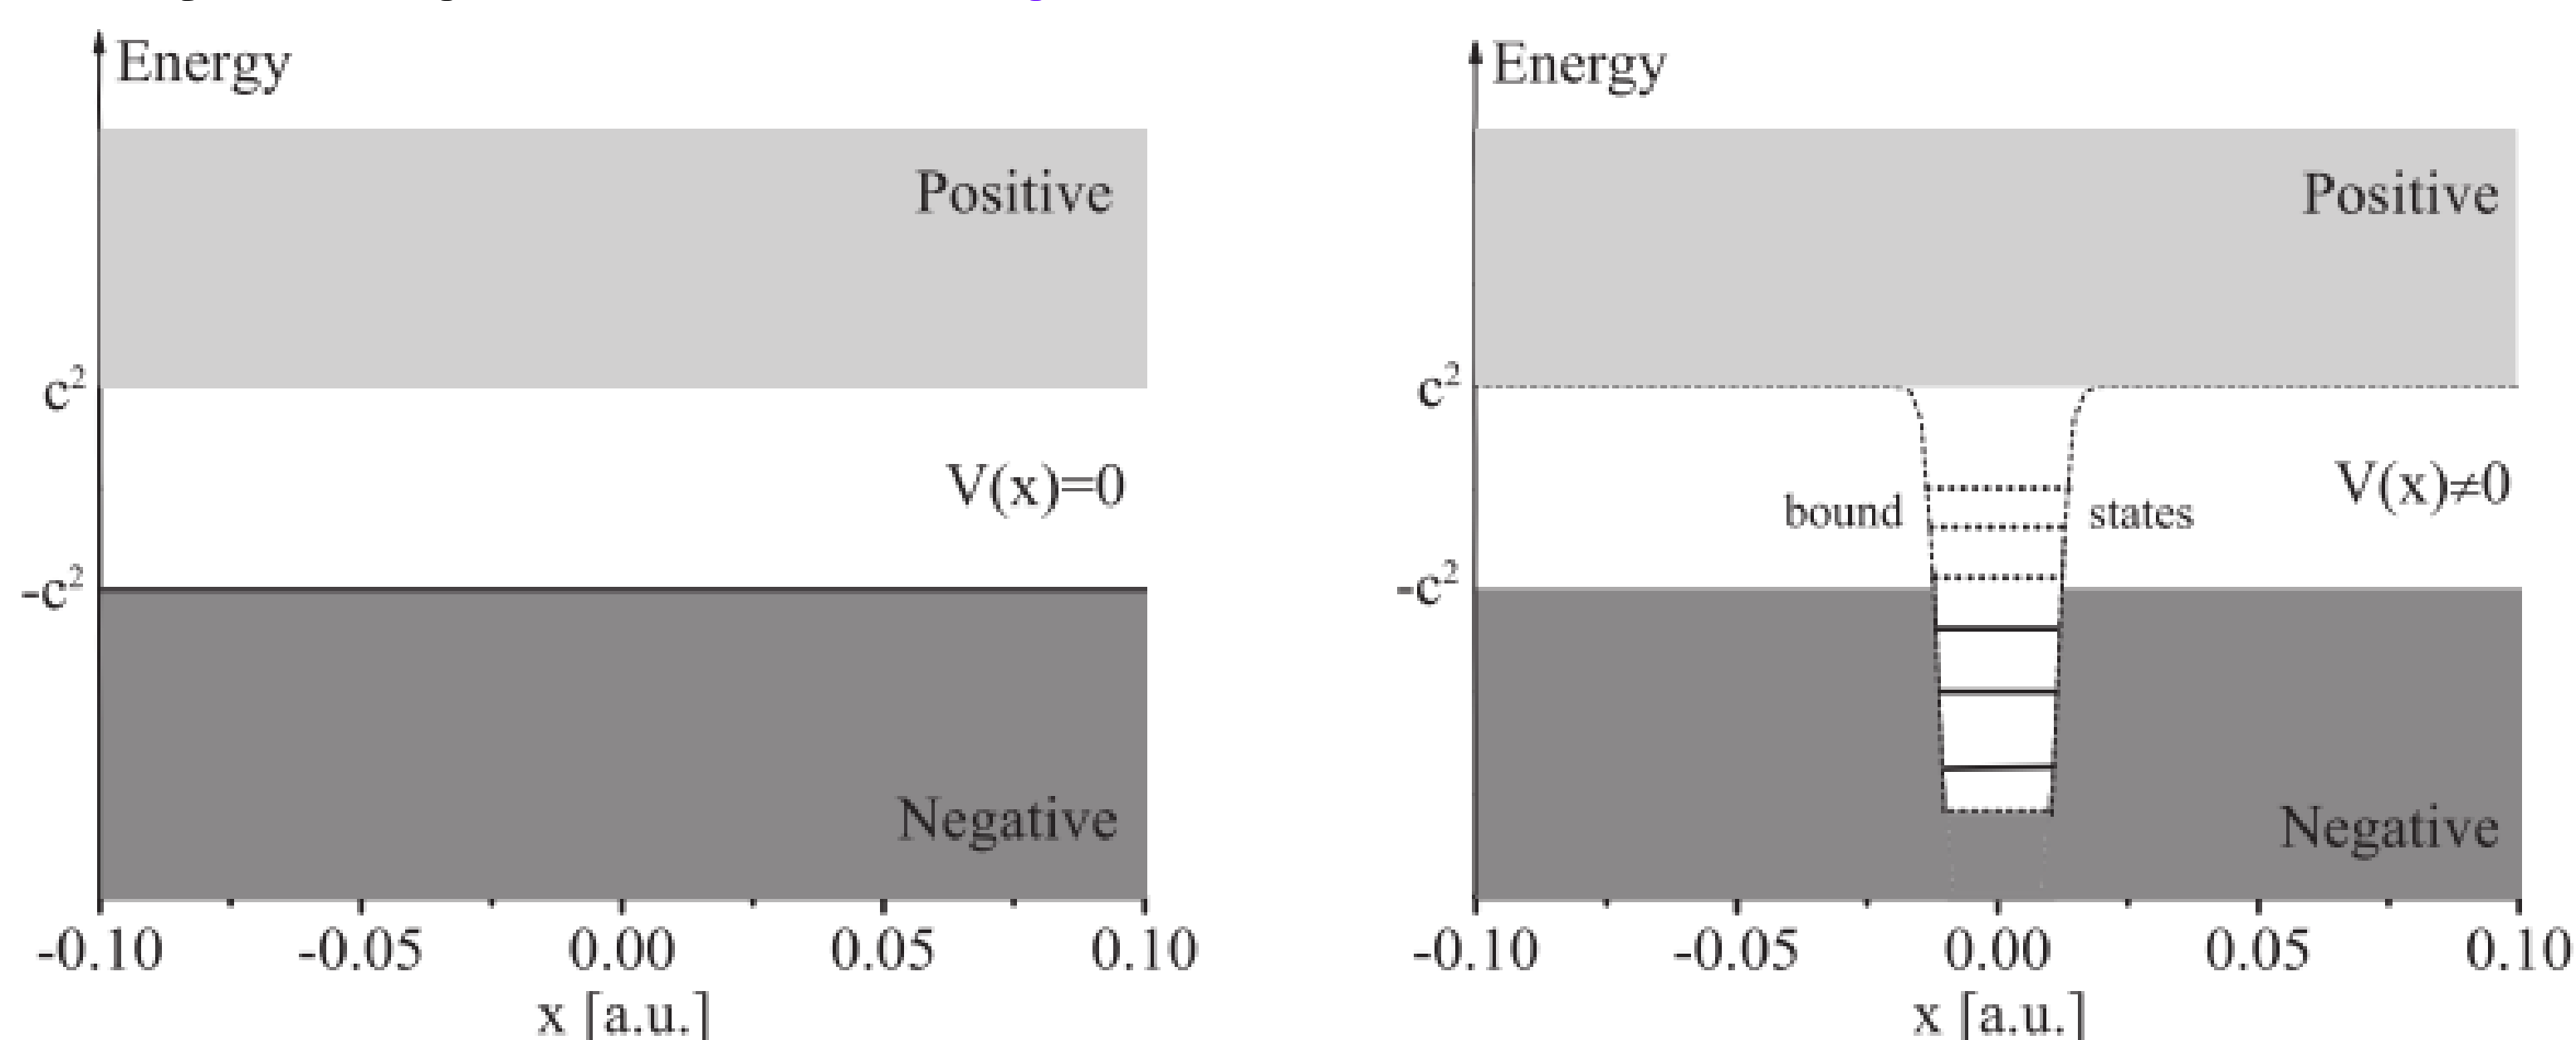 Energy
Positive
c²
V(x)=0
-c²
Negative
-0.10 -0.05 0.00 0.05 0.10
x [a.u.]
Energy
Positive
c²
V(x)≠0
bound states
-c²
Negative
-0.10 -0.05 0.00 0.05 0.10
x [a.u.]